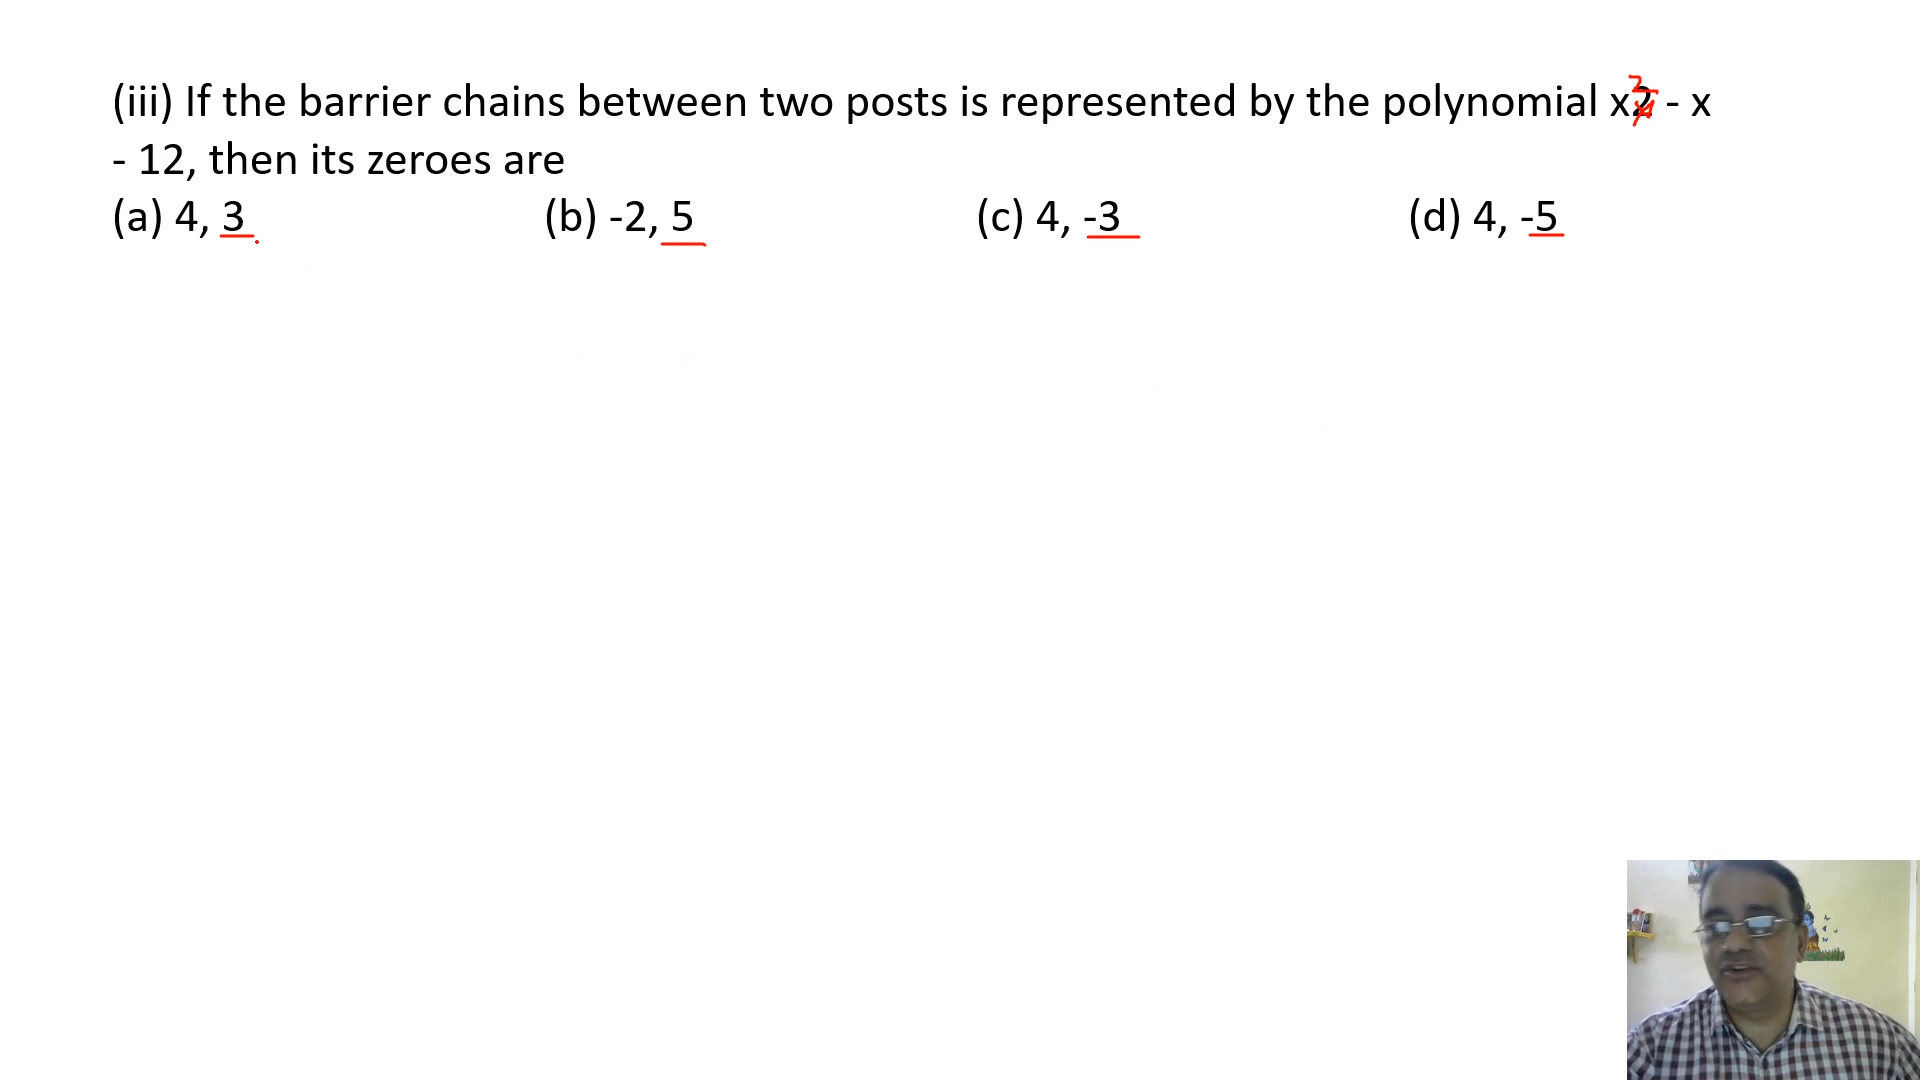 (iii) If the barrier chains between two posts is represented by the polynomial x2 - x
- 12, then its zeroes are
(a) 4, 3 (b) -2, 5 (c) 4, -3 (d) 4, -5